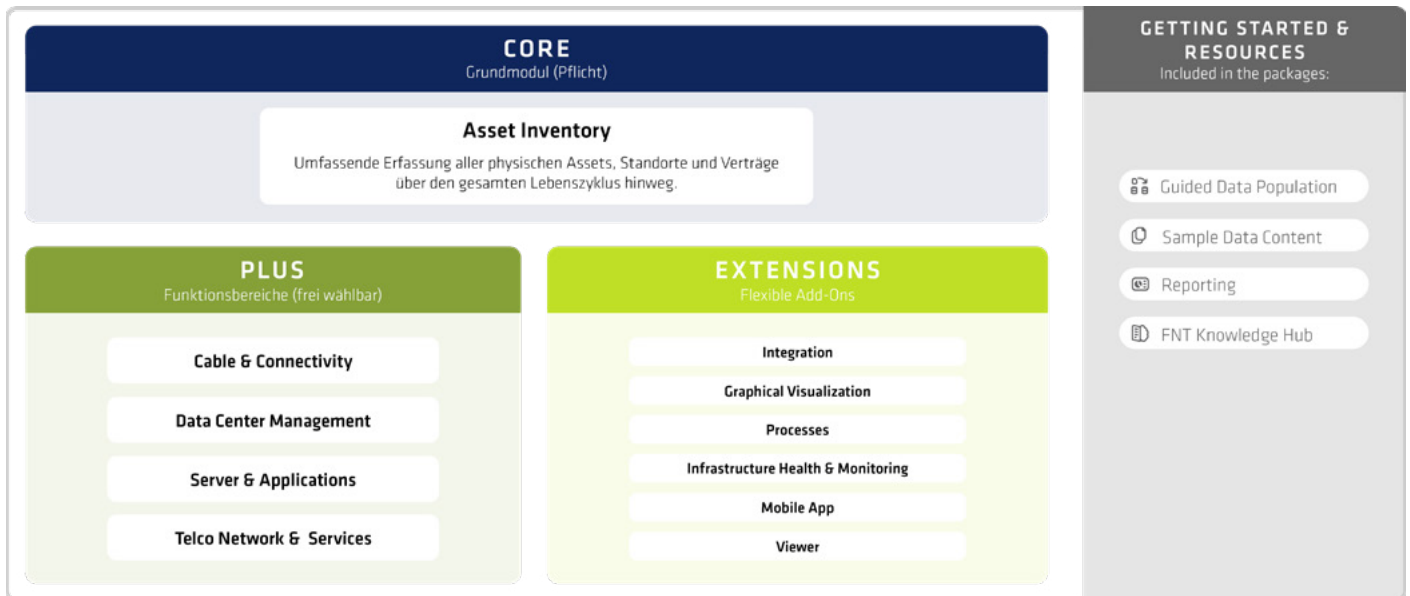 CORE
Grundmodul (Pflicht)
Asset Inventory
Umfassende Erfassung aller physischen Assets, Standorte und Verträge
über den gesamten Lebenszyklus hinweg.
PLUS
Funktionsbereiche (frei wählbar)
Cable & Connectivity
Data Center Management
Server & Applications
Telco Network & Services
EXTENSIONS
Flexible Add-Ons
Integration
Graphical Visualization
Processes
Infrastructure Health & Monitoring
Mobile App
Viewer
GETTING STARTED &
RESOURCES
Included in the packages:
Guided Data Population
Sample Data Content
Reporting
FNT Knowledge Hub